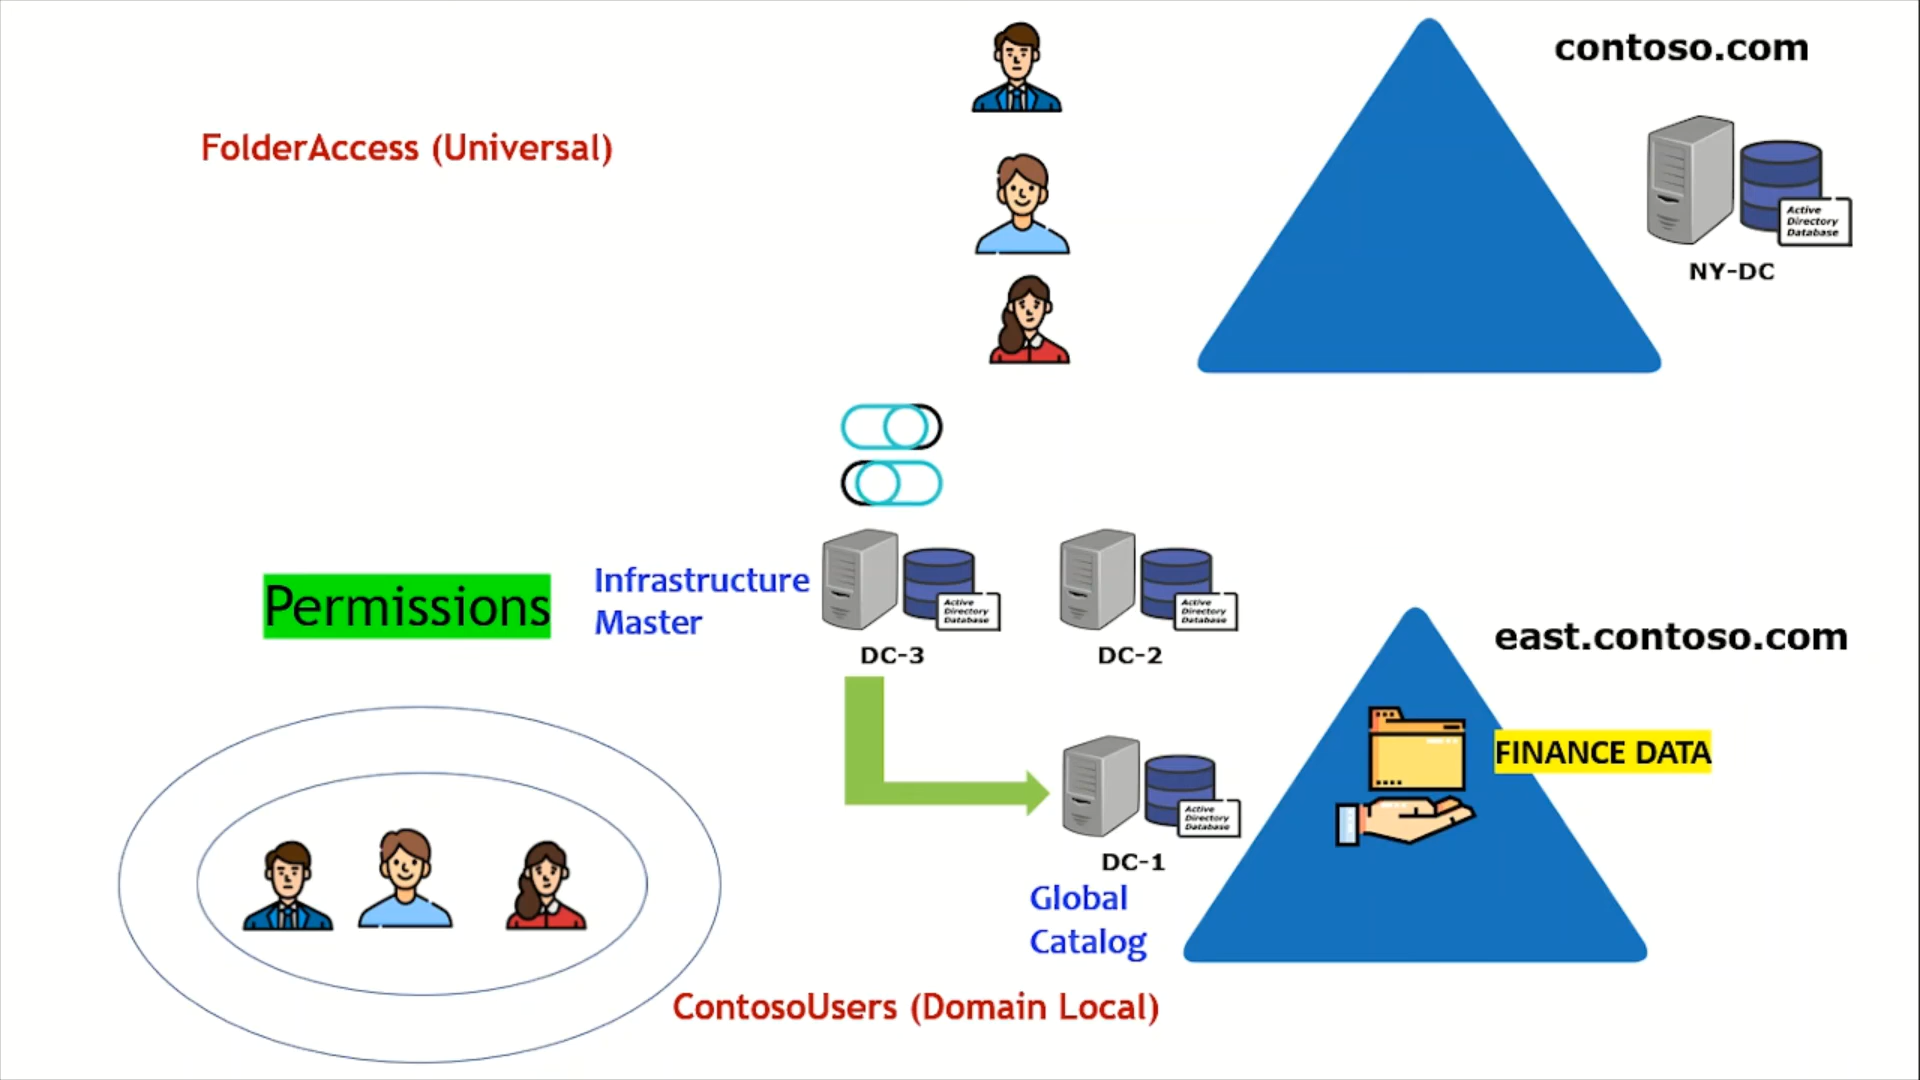 contoso.com
FolderAccess (Universal)
Active
Directory
Database
NY-DC
Permissions
Infrastructure
Master
Active
Directory
Database
DC-3
Active
Directory
Database
DC-2
east.contoso.com
FINANCE DATA
Active
Directory
Database
DC-1
Global
Catalog
ContosoUsers (Domain Local)